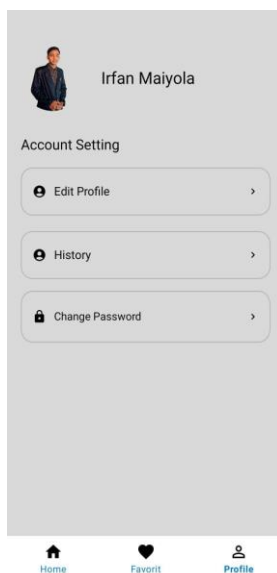 Irfan Maiyola
Account Setting
Edit Profile
History
Change Password
Home Favorit Profile